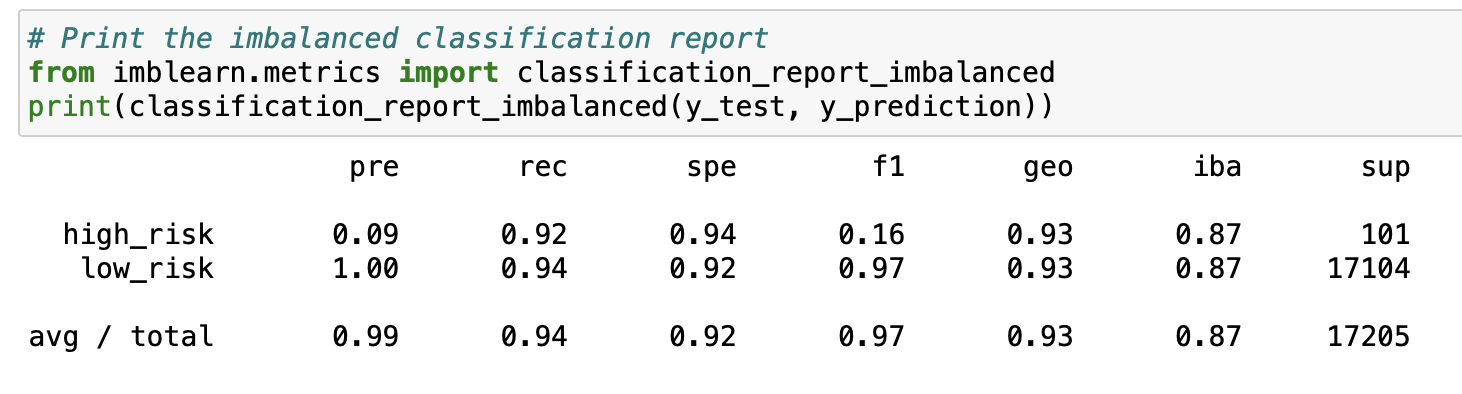 # Print the imbalanced classification report
from imblearn.metrics import classification_report_imbalanced
print(classification_report_imbalanced(y_test, y_prediction))
pre rec spe f1 geo iba sup
high_risk 0.09 0.92 0.94 0.16 0.93 0.87 101
low_risk 1.00 0.94 0.92 0.97 0.93 0.87 17104
avg / total 0.99 0.94 0.92 0.97 0.93 0.87 17205